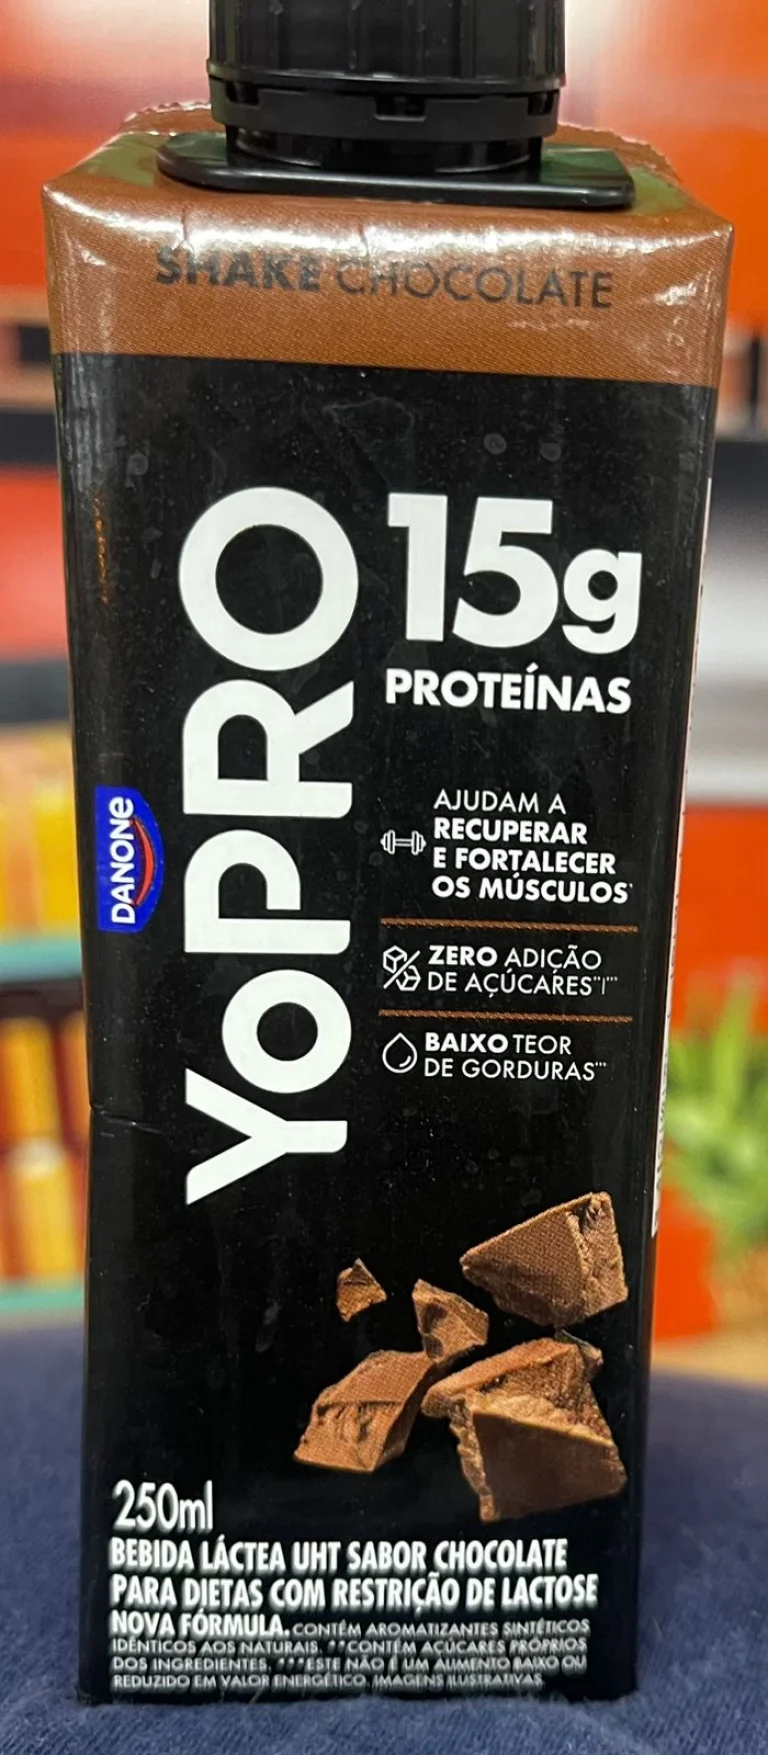 SHAKE CHOCOLATE
YoPRO
DANONE
15g
PROTEÍNAS
AJUDAM A
RECUPERAR
E FORTALECER
OS MÚSCULOS*
ZERO ADIÇÃO
DE AÇÚCARES**|***
BAIXO TEOR
DE GORDURAS***
250ml
BEBIDA LÁCTEA UHT SABOR CHOCOLATE
PARA DIETAS COM RESTRIÇÃO DE LACTOSE
NOVA FÓRMULA. CONTÉM AROMATIZANTES SINTÉTICOS
IDÊNTICOS AOS NATURAIS. **CONTÉM AÇÚCARES PRÓPRIOS
DOS INGREDIENTES. ***ESTE NÃO É UM ALIMENTO BAIXO OU
REDUZIDO EM VALOR ENERGÉTICO. IMAGENS ILUSTRATIVAS.